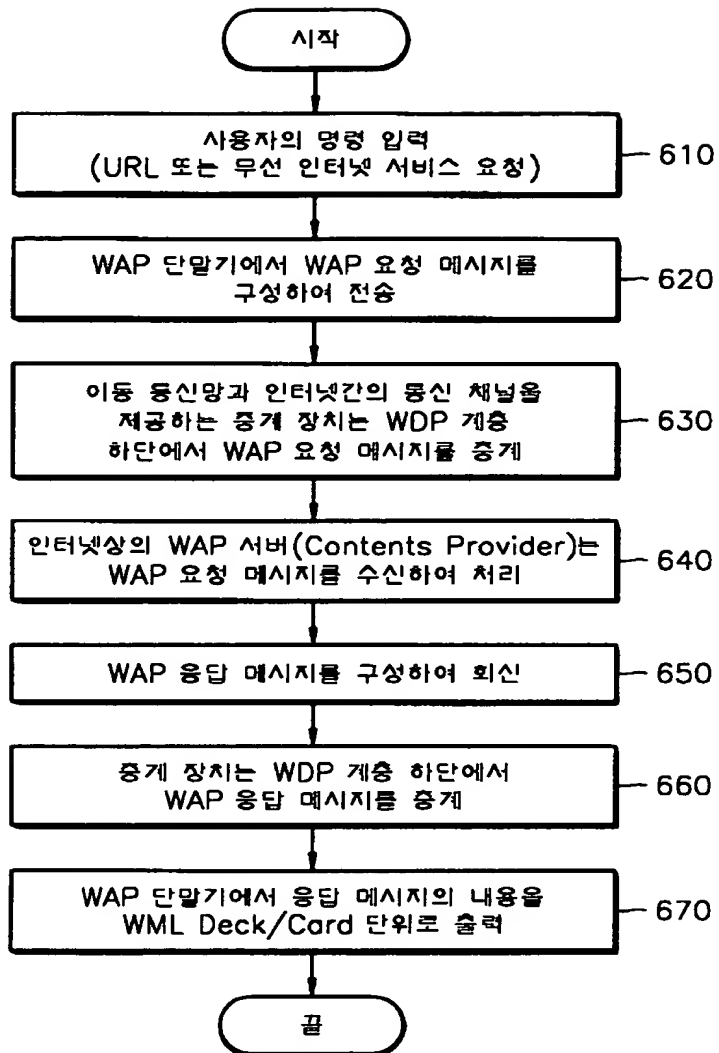 시작
사용자의 명령 입력
(URL 또는 무선 인터넷 서비스 요청)
610
WAP 단말기에서 WAP 요청 메시지를
구성하여 전송
620
이동 통신망과 인터넷간의 통신 채널을
제공하는 중계 장치는 WDP 계층
하단에서 WAP 요청 메시지를 중계
630
인터넷상의 WAP 서버(Contents Provider)는
WAP 요청 메시지를 수신하여 처리
640
WAP 응답 메시지를 구성하여 회신
650
중계 장치는 WDP 계층 하단에서
WAP 응답 메시지를 중계
660
WAP 단말기에서 응답 메시지의 내용을
WML Deck/Card 단위로 출력
670
끝